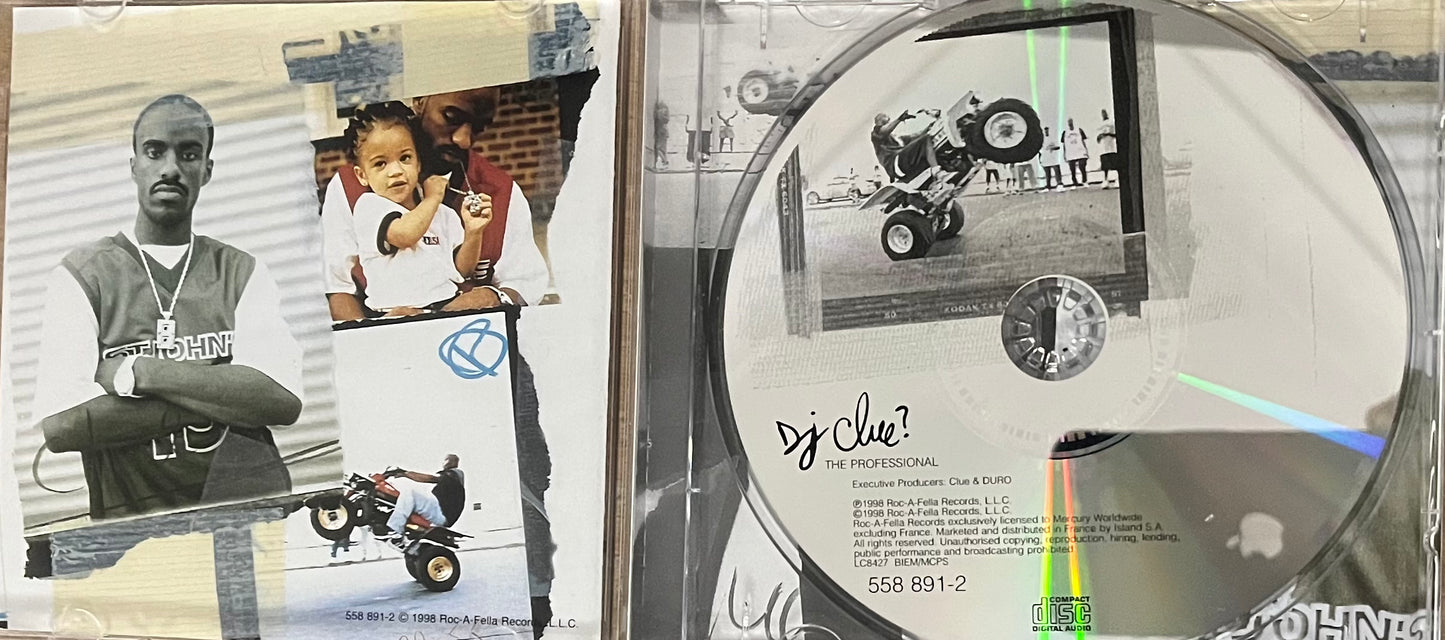 ST JOHN'
558 891-2 © 1998 Roc-A-Fella Records, L.L.C.
KODAK
Dj Clue?
THE PROFESSIONAL
Executive Producers: Clue & DURO
℗1998 Roc-A-Fella Records, L.L.C.
©1998 Roc-A-Fella Records, L.L.C.
Roc-A-Fella Records exclusively licensed to Mercury Worldwide
excluding France. Marketed and distributed in France by Island S.A.
All rights reserved. Unauthorised copying, reproduction, hiring, lending,
public performance and broadcasting prohibited.
LC8427 BIEM/MCPS
558 891-2
COMPACT
disc
DIGITAL AUDIO